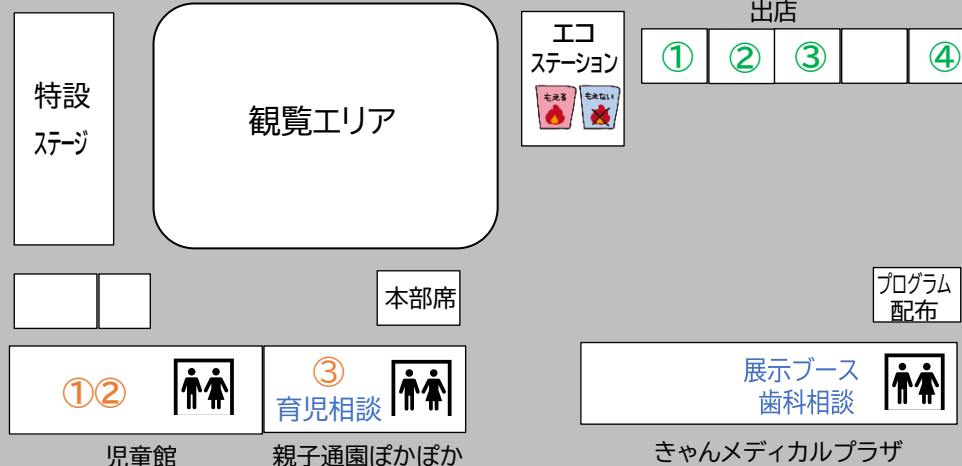 出店
特設
ステージ
観覧エリア
エコ
ステーション
もえる
もえない
①
②
③
④
本部席
プログラム
配布
①②
③
育児相談
展示ブース
歯科相談
児童館
親子通園ぽかぽか
きゃんメディカルプラザ